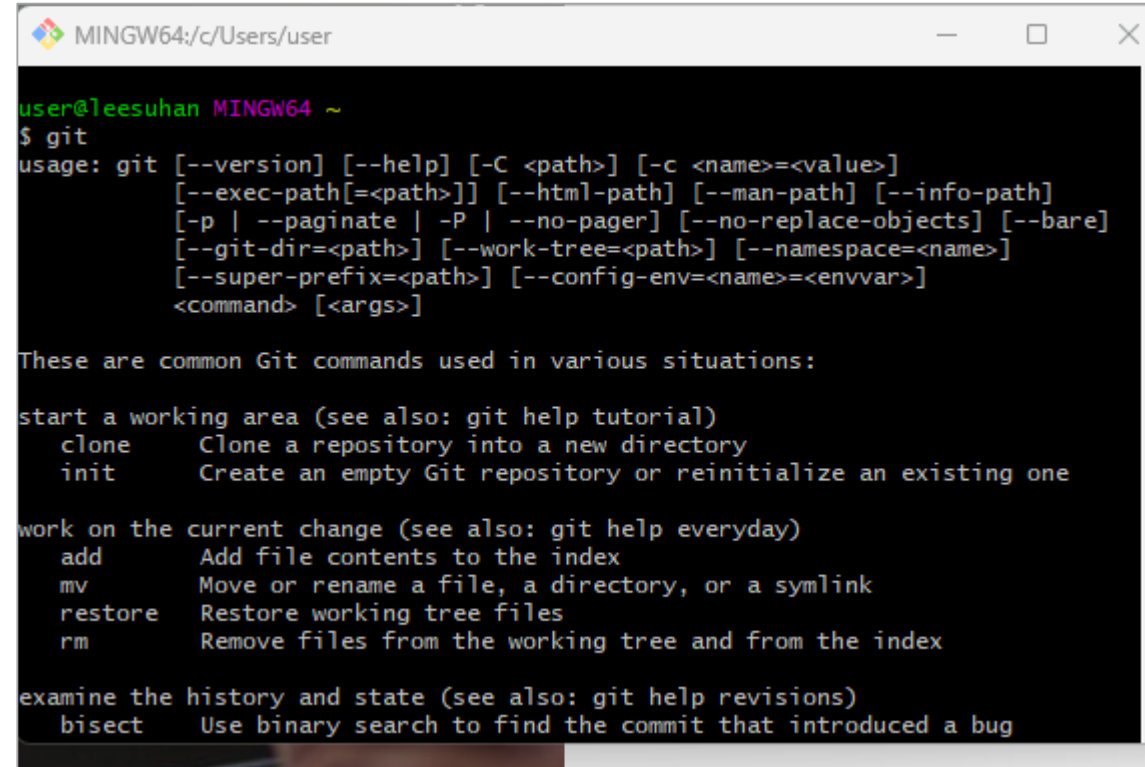 MINGW64:/c/Users/user
user@leesuhan MINGW64 ~
$ git
usage: git [--version] [--help] [-C <path>] [-c <name>=<value>]
           [--exec-path[=<path>]] [--html-path] [--man-path] [--info-path]
           [-p | --paginate | -P | --no-pager] [--no-replace-objects] [--bare]
           [--git-dir=<path>] [--work-tree=<path>] [--namespace=<name>]
           [--super-prefix=<path>] [--config-env=<name>=<envvar>]
           <command> [<args>]
These are common Git commands used in various situations:
start a working area (see also: git help tutorial)
   clone     Clone a repository into a new directory
   init      Create an empty Git repository or reinitialize an existing one
work on the current change (see also: git help everyday)
   add       Add file contents to the index
   mv        Move or rename a file, a directory, or a symlink
   restore   Restore working tree files
   rm        Remove files from the working tree and from the index
examine the history and state (see also: git help revisions)
   bisect    Use binary search to find the commit that introduced a bug